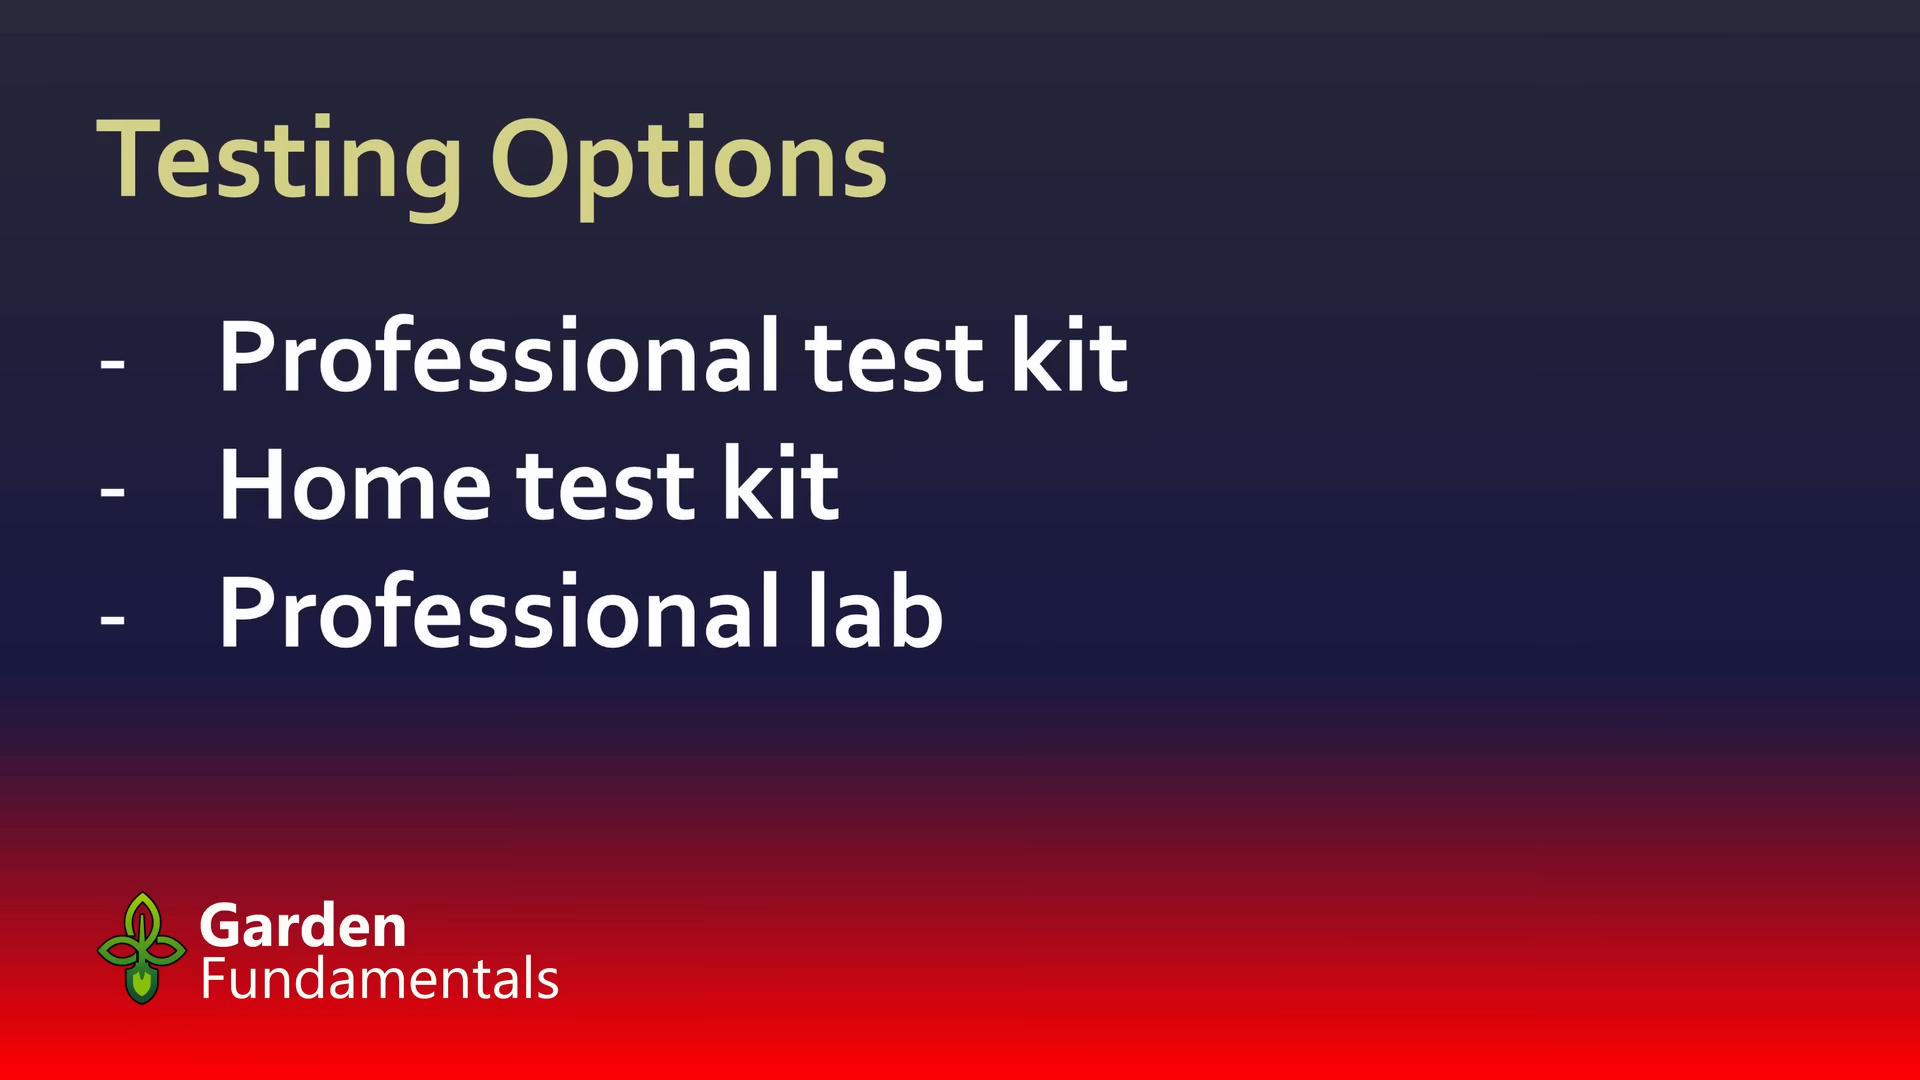 Testing Options
- Professional test kit
- Home test kit
- Professional lab
Garden
Fundamentals